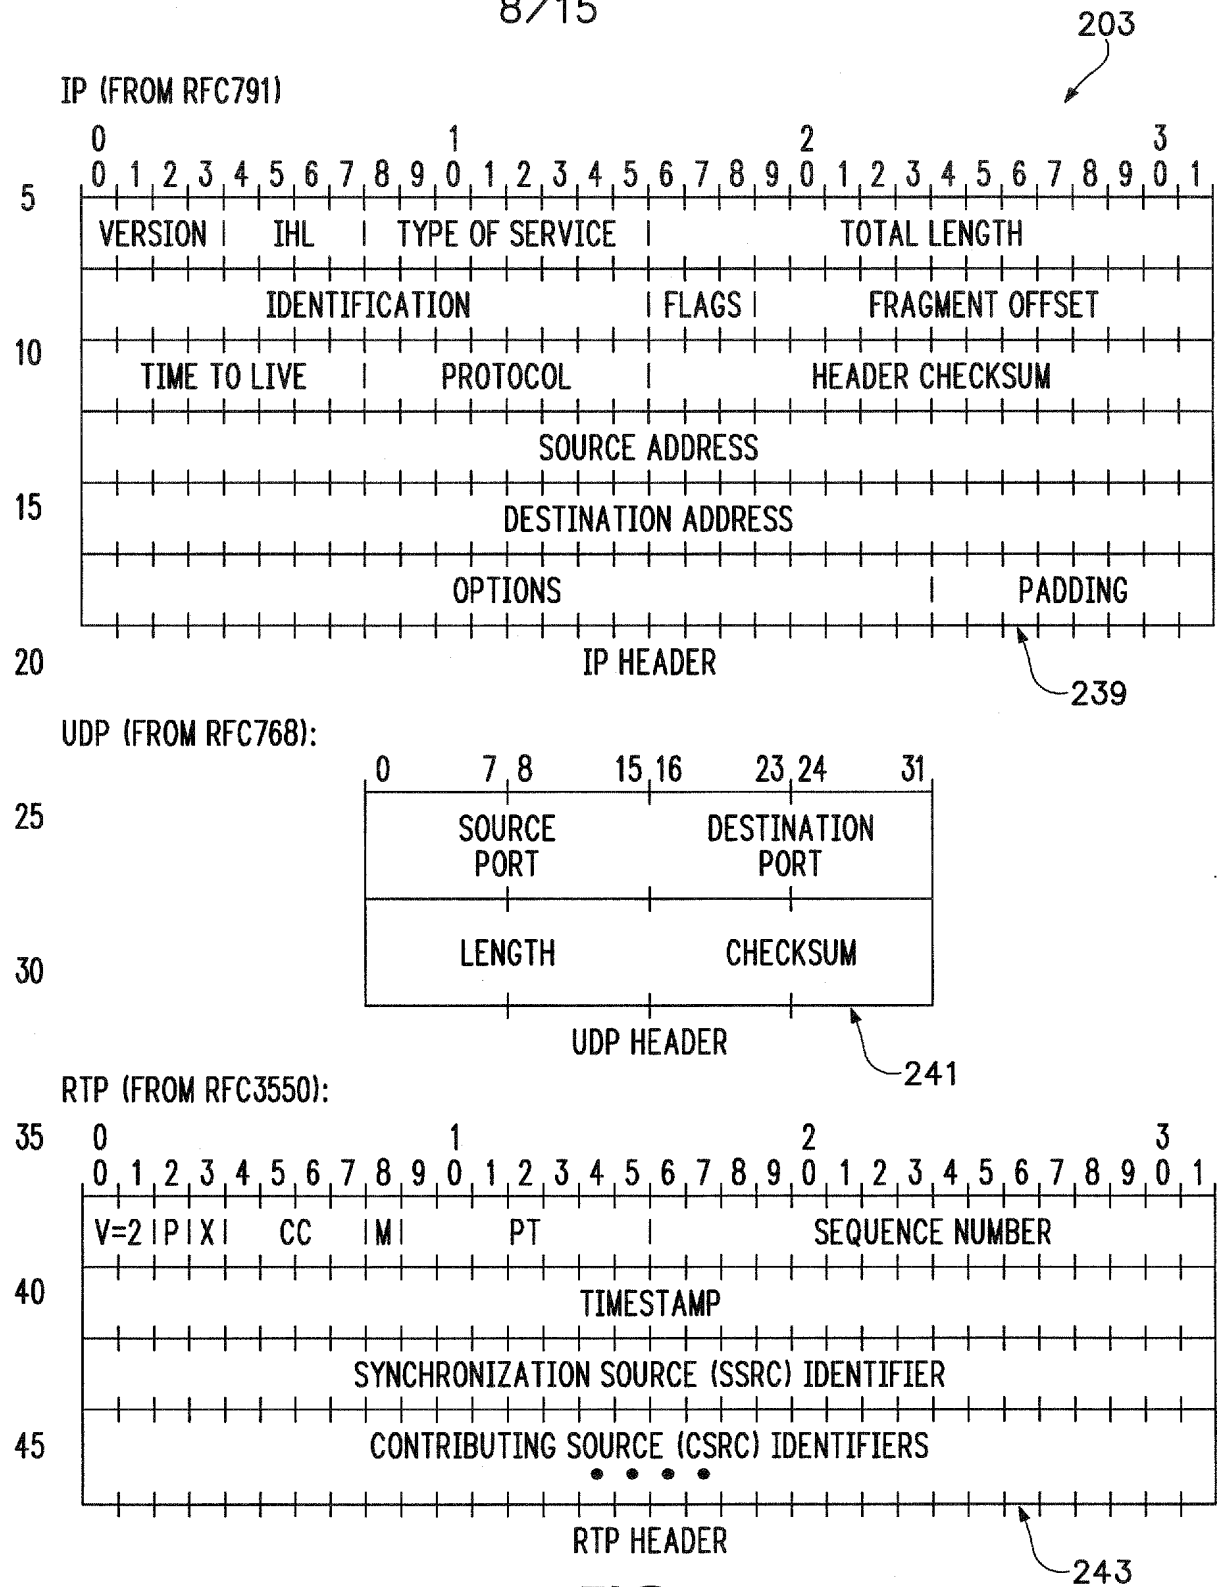 8/15
203
IP (FROM RFC791)
0 1 2 3
0 1 2 3 4 5 6 7 8 9 0 1 2 3 4 5 6 7 8 9 0 1 2 3 4 5 6 7 8 9 0 1
5
VERSION | IHL | TYPE OF SERVICE | TOTAL LENGTH
IDENTIFICATION | FLAGS | FRAGMENT OFFSET
10
TIME TO LIVE | PROTOCOL | HEADER CHECKSUM
SOURCE ADDRESS
15
DESTINATION ADDRESS
OPTIONS | PADDING
20
IP HEADER
239
UDP (FROM RFC768):
0 7 8 15 16 23 24 31
25
SOURCE PORT DESTINATION PORT
30
LENGTH CHECKSUM
UDP HEADER
241
RTP (FROM RFC3550):
35
0 1 2 3
0 1 2 3 4 5 6 7 8 9 0 1 2 3 4 5 6 7 8 9 0 1 2 3 4 5 6 7 8 9 0 1
V=2 | P | X | CC | M | PT | SEQUENCE NUMBER
40
TIMESTAMP
SYNCHRONIZATION SOURCE (SSRC) IDENTIFIER
45
CONTRIBUTING SOURCE (CSRC) IDENTIFIERS
• • • •
RTP HEADER
243